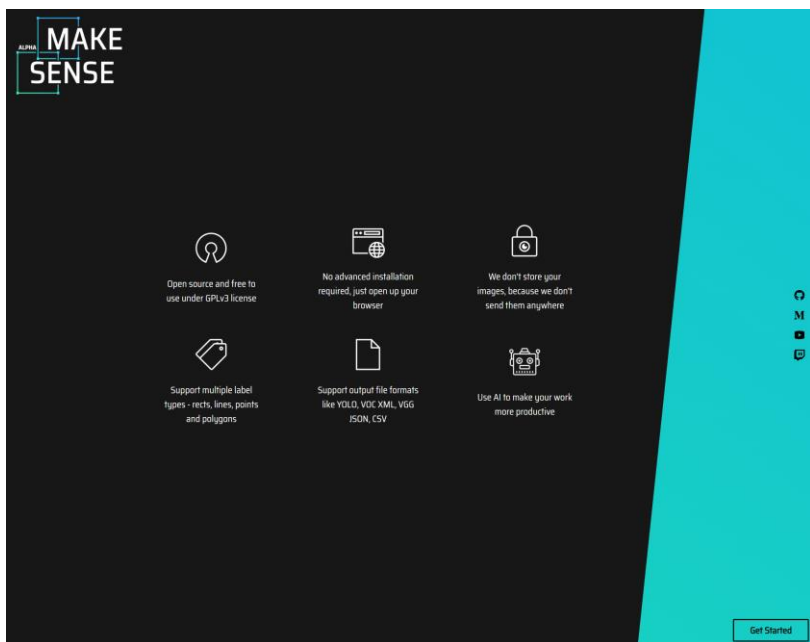 ALPHA MAKE
SENSE
Open source and free to
use under GPLv3 license
No advanced installation
required, just open up your
browser
We don't store your
images, because we don't
send them anywhere
Support multiple label
types - rects, lines, points
and polygons
Support output file formats
like YOLO, VOC XML, VGG
JSON, CSV
Use AI to make your work
more productive
Get Started